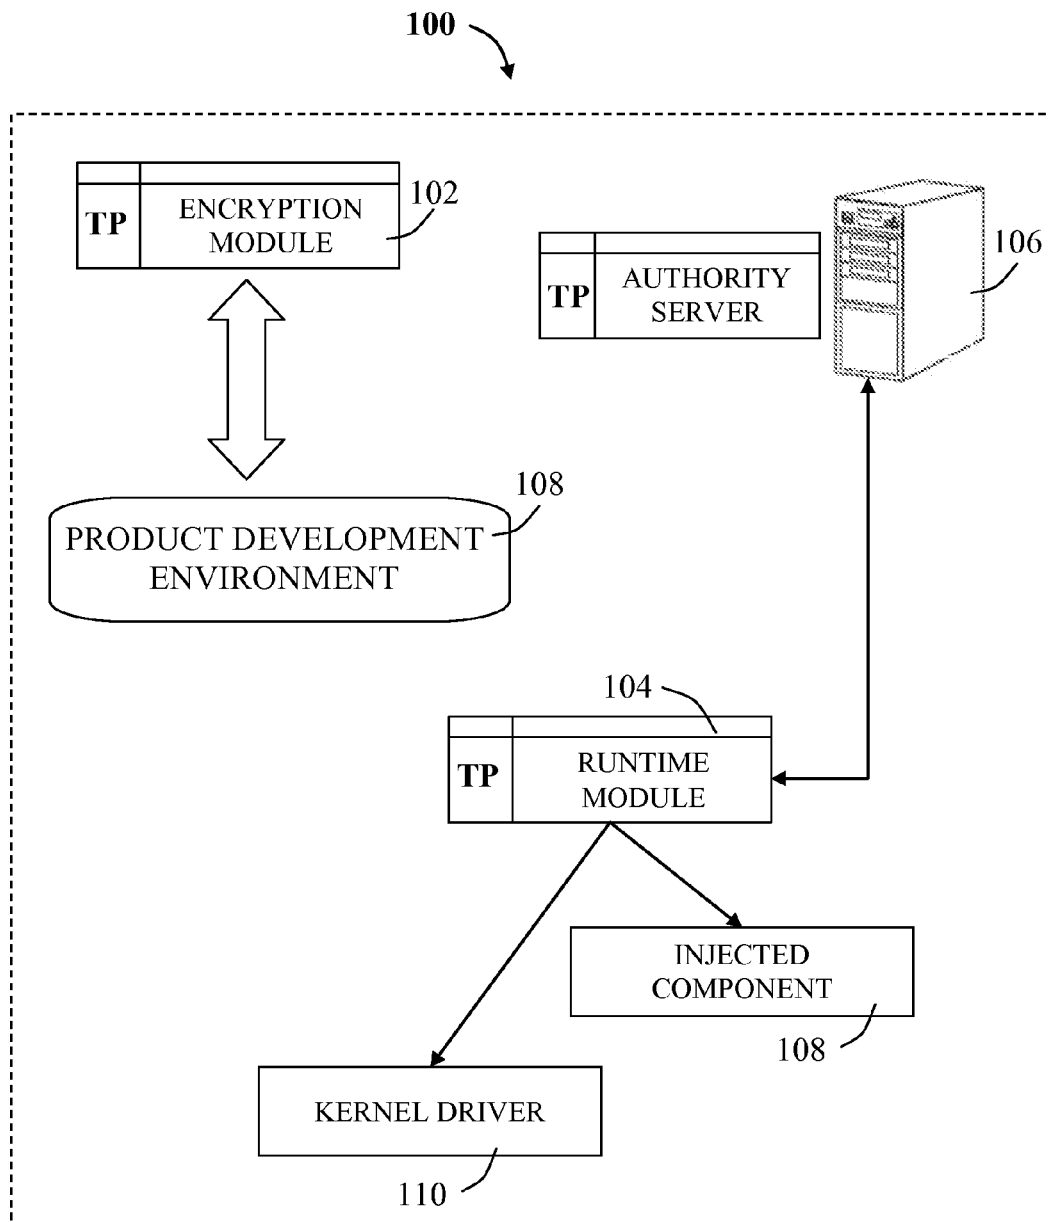 100
TP
ENCRYPTION
MODULE
102
TP
AUTHORITY
SERVER
106
108
PRODUCT DEVELOPMENT
ENVIRONMENT
104
TP
RUNTIME
MODULE
INJECTED
COMPONENT
108
KERNEL DRIVER
110